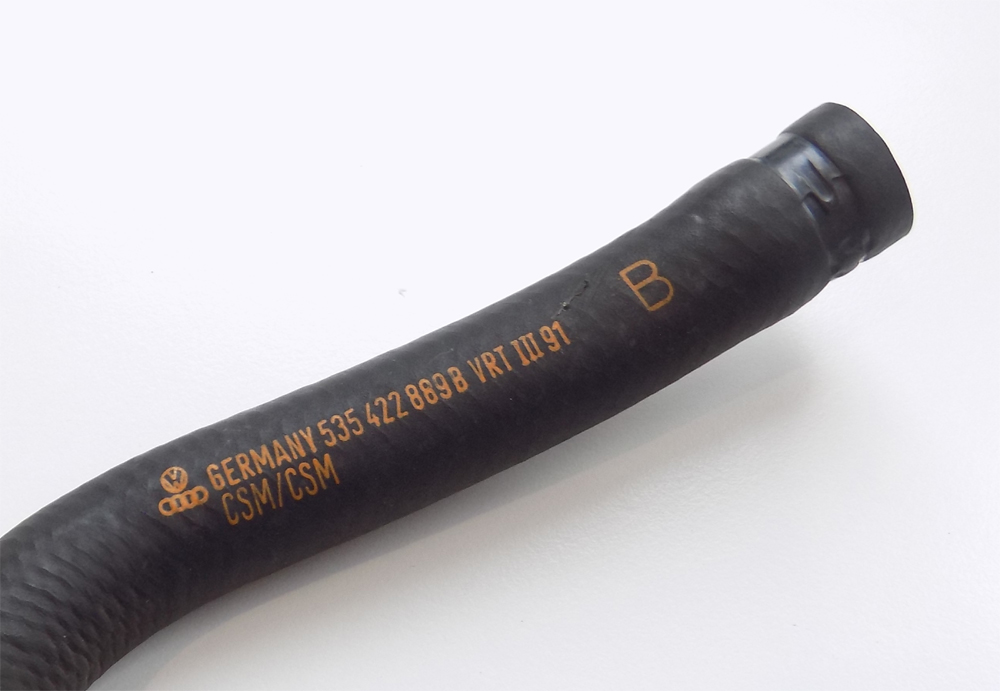 B
GERMANY 535 422 889 B VRT III 91
CSM/CSM